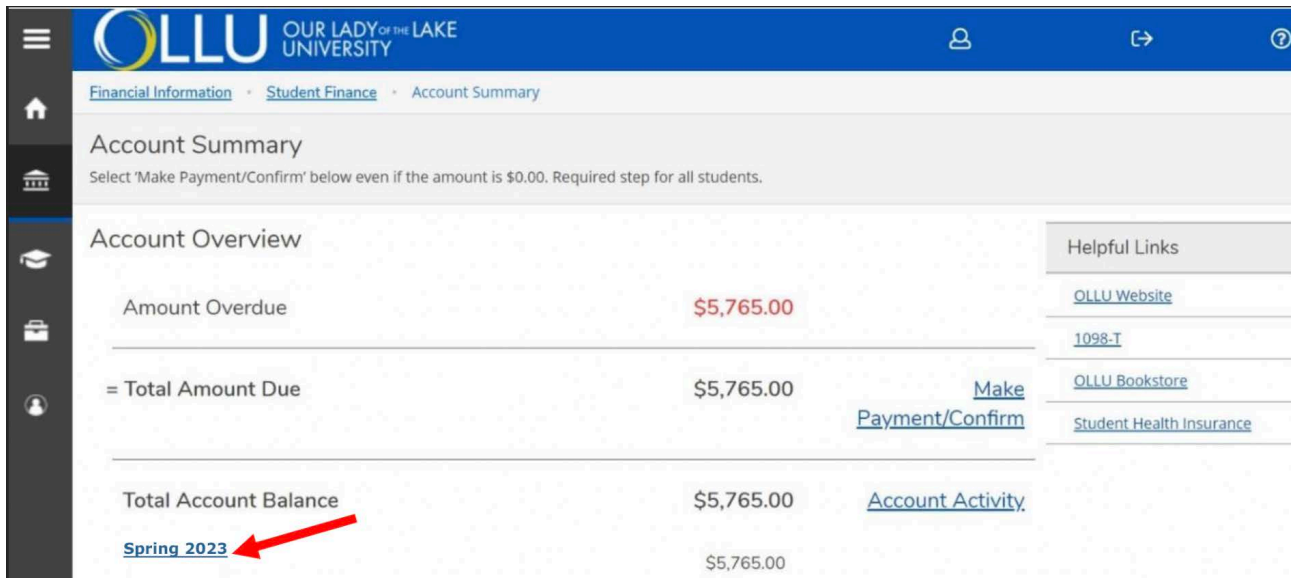 OLLU OUR LADY OF THE LAKE
UNIVERSITY
Financial Information • Student Finance • Account Summary
Account Summary
Select 'Make Payment/Confirm' below even if the amount is $0.00. Required step for all students.
Account Overview
Amount Overdue $5,765.00
= Total Amount Due $5,765.00 Make
Payment/Confirm
Total Account Balance $5,765.00 Account Activity
Spring 2023
$5,765.00
Helpful Links
OLLU Website
1098-T
OLLU Bookstore
Student Health Insurance